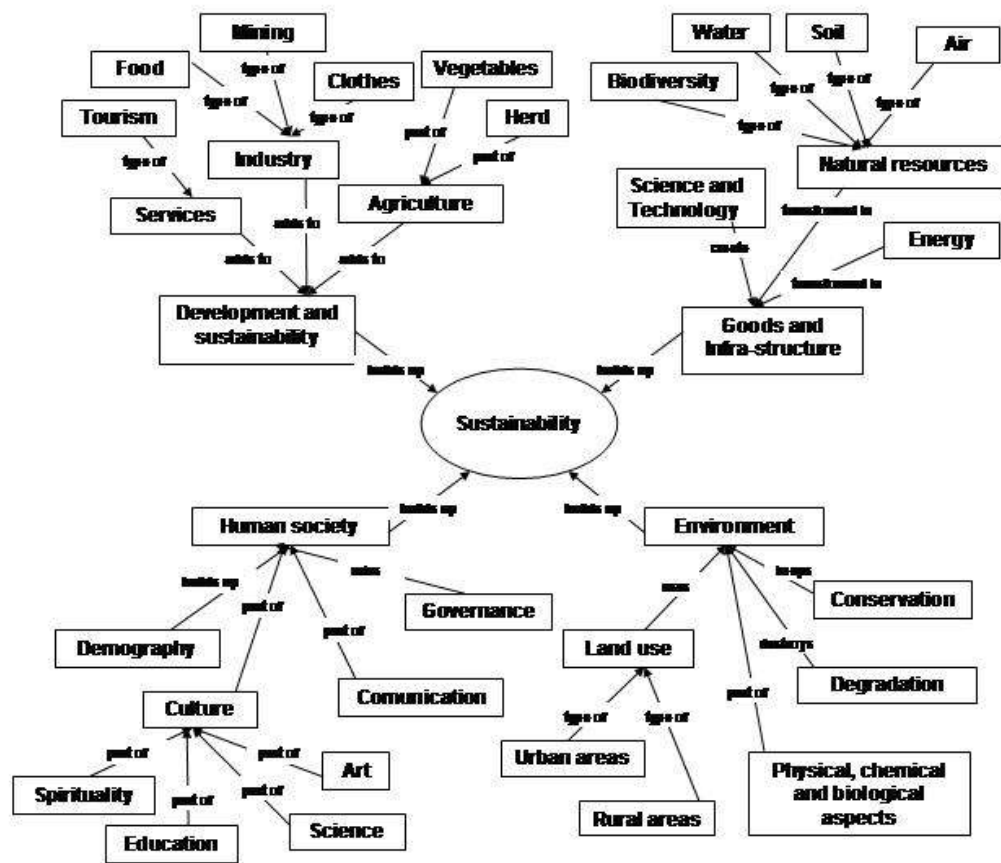 Mining
Water
Soil
Air
Food
type of
Clothes
Vegetables
Biodiversity
type of
type of
type of
Tourism
type of
type of
Herd
type of
type of
Industry
part of
part of
Natural resources
Services
Agriculture
Science and
Technology
transformed in
adds to
Energy
adds to
adds to
create
transformed in
Development and
sustainability
Goods and
Infra-structure
builds up
builds up
Sustainability
builds up
builds up
Human society
Environment
builds up
rules
uses
keeps
part of
Governance
Conservation
Demography
part of
Land use
destroys
Culture
Comunication
part of
Degradation
part of
part of
type of
type of
Spirituality
Art
Urban areas
Physical, chemical
and biological
aspects
part of
part of
Education
Science
Rural areas